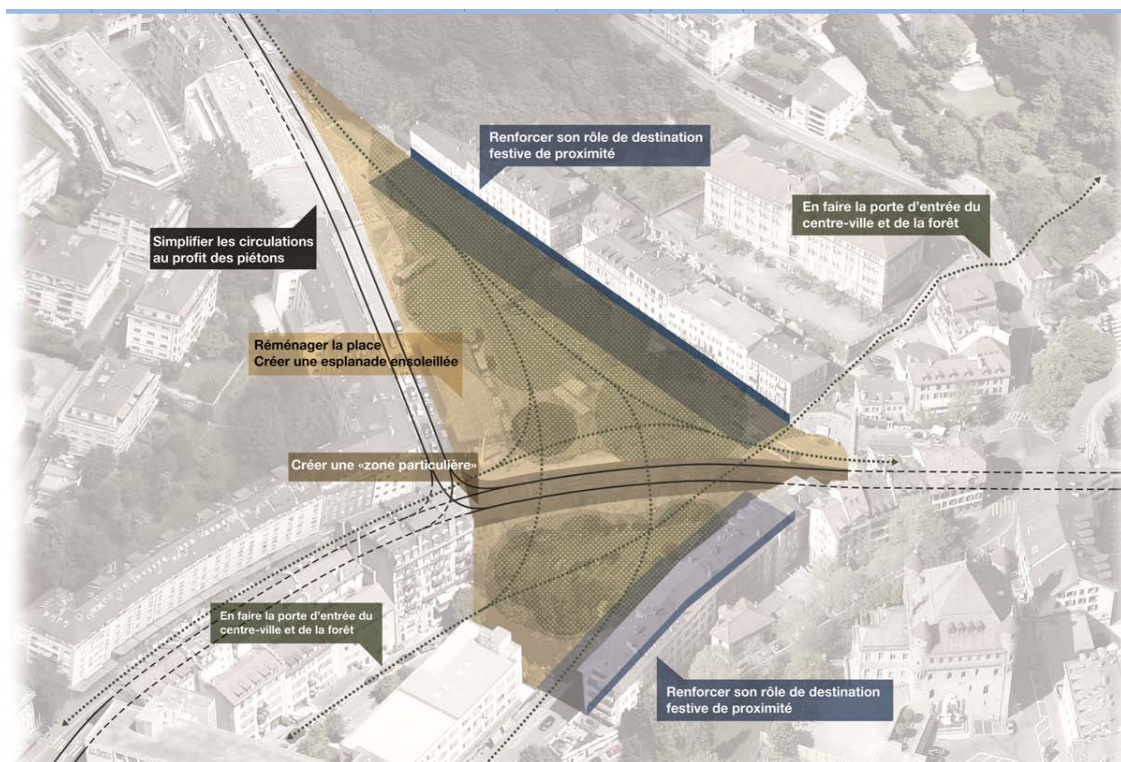 Renforcer son rôle de destination
festive de proximité
En faire la porte d'entrée du
centre-ville et de la forêt
Simplifier les circulations
au profit des piétons
Réménager la place
Créer une esplanade ensoleillée
Créer une «zone particulière»
En faire la porte d'entrée du
centre-ville et de la forêt
Renforcer son rôle de destination
festive de proximité